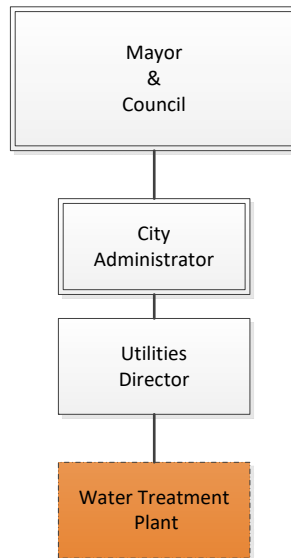 Mayor
&
Council
City
Administrator
Utilities
Director
Water Treatment
Plant